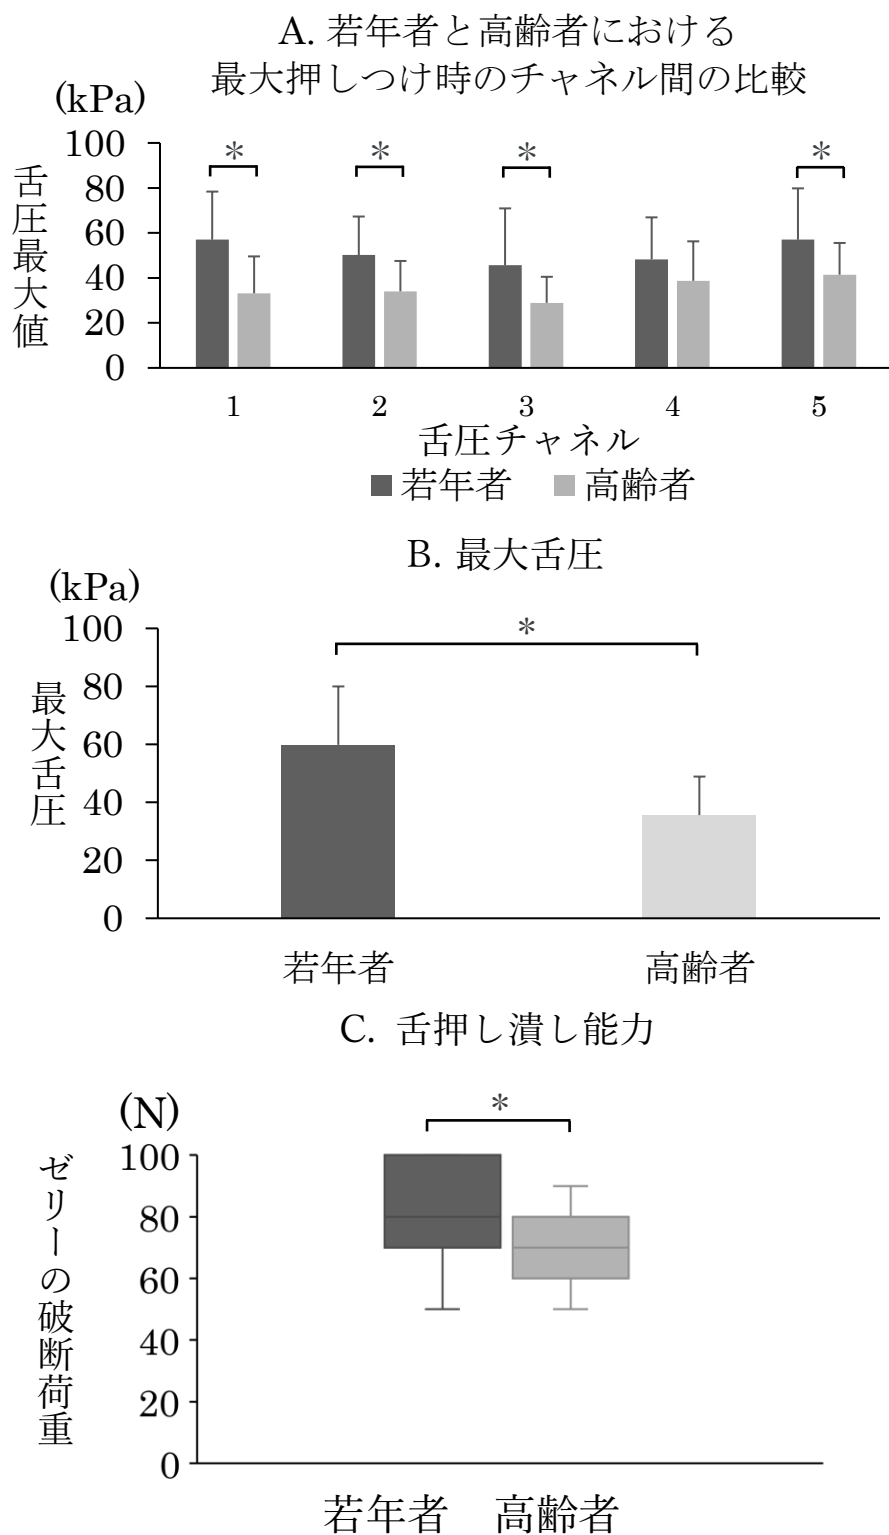 A. 若年者と高齢者における
最大押しつけ時のチャネル間の比較
(kPa)
舌圧最大値
100
80
60
40
20
0
*
*
*
*
1 2 3 4 5
舌圧チャネル
若年者 高齢者
B. 最大舌圧
(kPa)
最大舌圧
100
80
60
40
20
0
*
若年者 高齢者
C. 舌押し潰し能力
(N)
ゼリーの破断荷重
100
80
60
40
20
0
*
若年者 高齢者